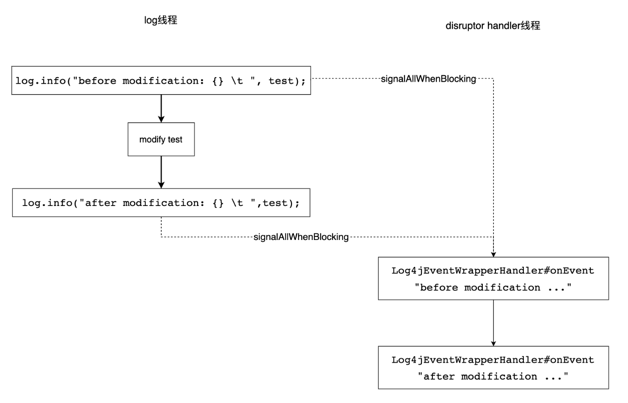 log线程
disruptor handler线程
log.info("before modification: {} \t ", test);
signalAllWhenBlocking
modify test
log.info("after modification: {} \t ",test);
signalAllWhenBlocking
Log4jEventWrapperHandler#onEvent
"before modification ..."
Log4jEventWrapperHandler#onEvent
"after modification ..."